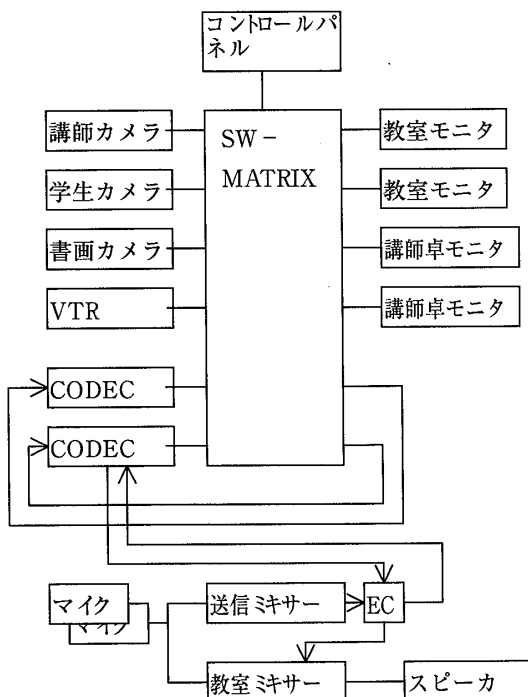 コントロールパ
ネル
講師カメラ
SW-
MATRIX
教室モニタ
学生カメラ
教室モニタ
書画カメラ
講師卓モニタ
VTR
講師卓モニタ
CODEC
CODEC
マイク
マイク
送信ミキサー
EC
教室ミキサー
スピーカ